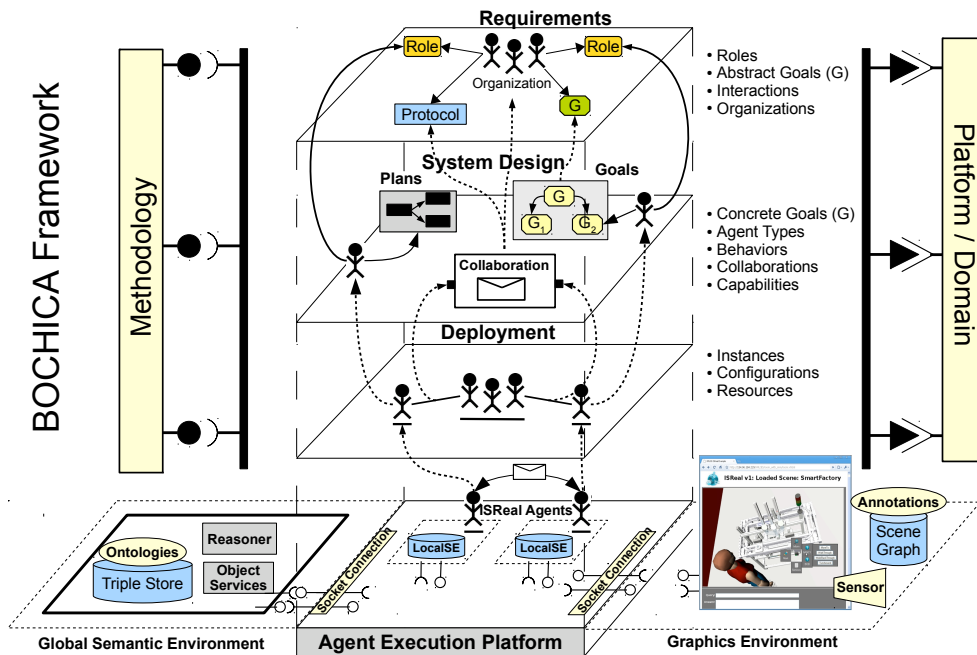 Requirements
Role
Role
Organization
Protocol
G
• Roles
• Abstract Goals (G)
• Interactions
• Organizations
BOCHICA Framework
Methodology
Platform / Domain
System Design
Plans
Goals
G
G1
G2
Collaboration
• Concrete Goals (G)
• Agent Types
• Behaviors
• Collaborations
• Capabilities
Deployment
• Instances
• Configurations
• Resources
ISReal Agents
LocalSE
LocalSE
Socket Connection
Socket Connection
Ontologies
Triple Store
Reasoner
Object
Services
ISReal v1: Loaded Scene: SmartFactory
Annotations
Scene
Graph
Sensor
Global Semantic Environment
Agent Execution Platform
Graphics Environment